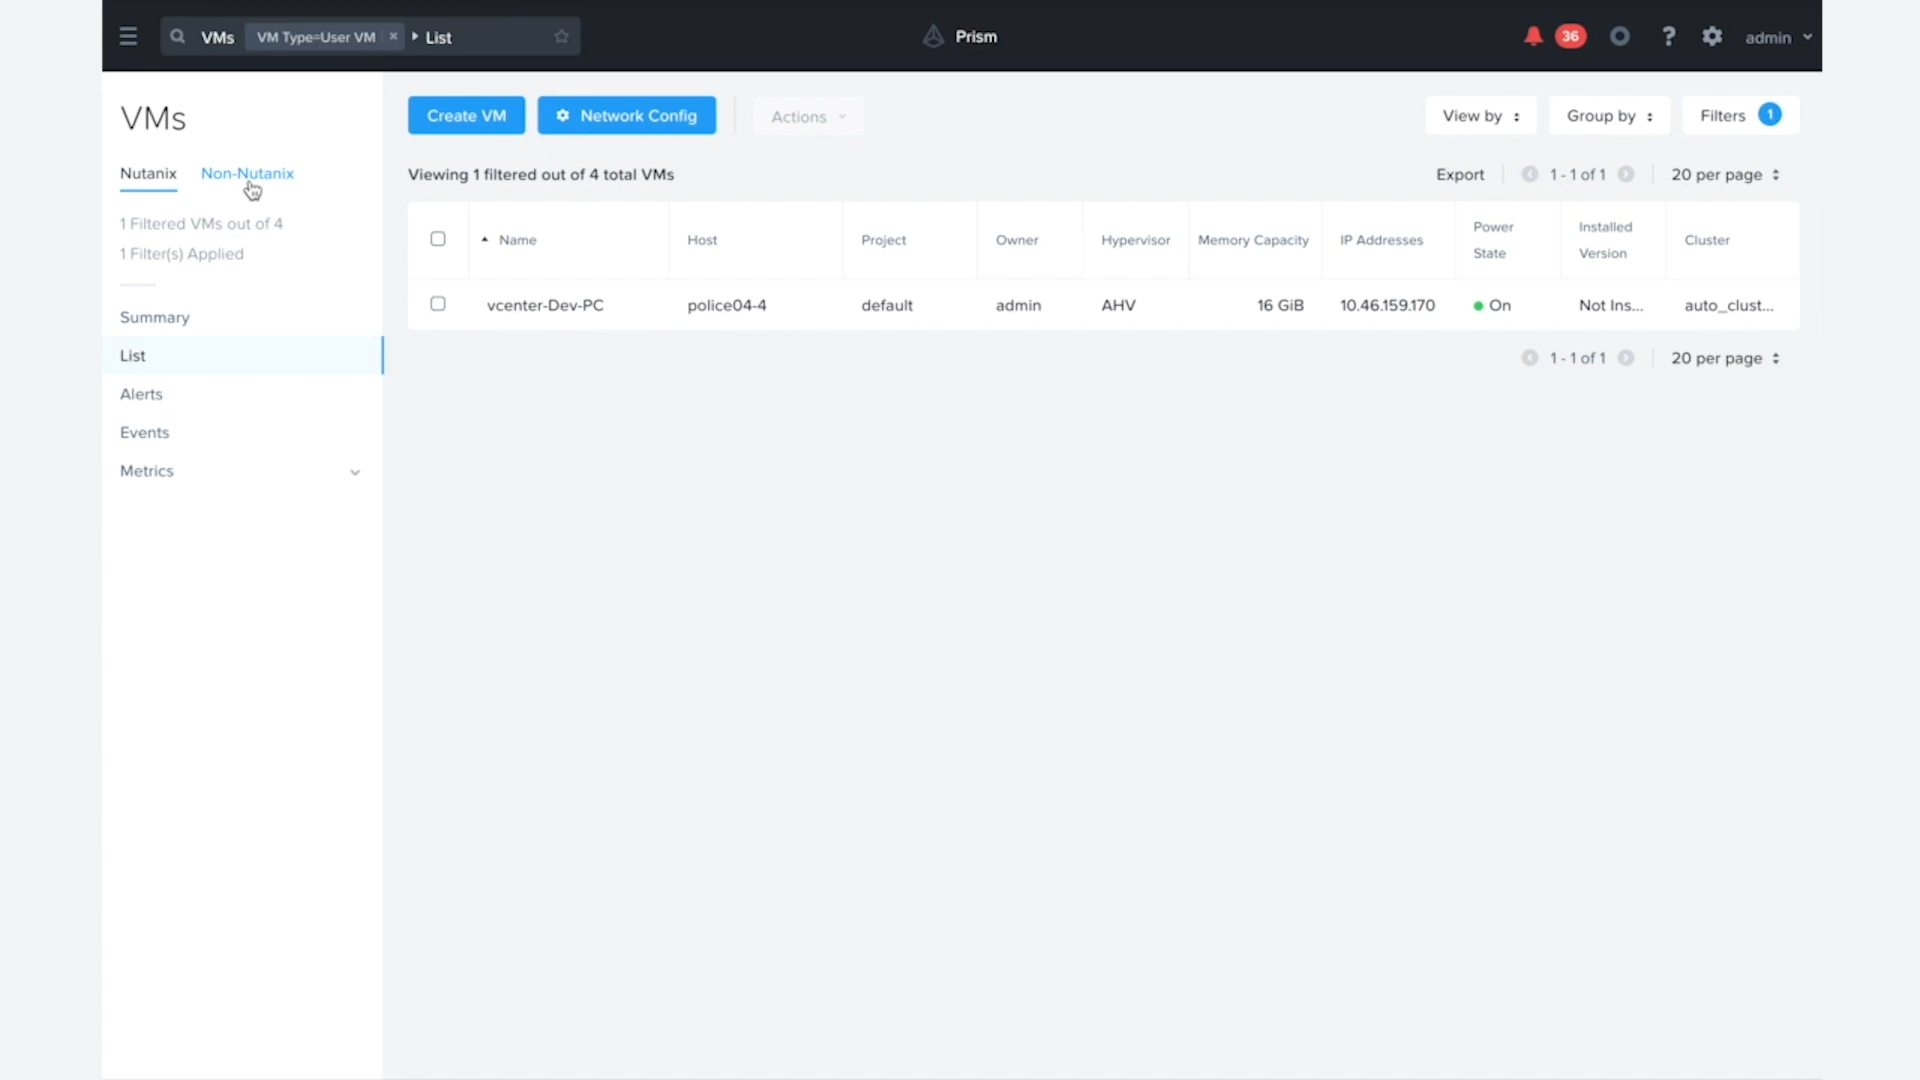 VMs VM Type=User VM × List
Prism
36 ? admin
VMs
Nutanix Non-Nutanix
1 Filtered VMs out of 4
1 Filter(s) Applied
Summary
List
Alerts
Events
Metrics
Create VM Network Config Actions View by Group by Filters 1
Viewing 1 filtered out of 4 total VMs Export 1 - 1 of 1 20 per page
Name Host Project Owner Hypervisor Memory Capacity IP Addresses Power State Installed Version Cluster
vcenter-Dev-PC police04-4 default admin AHV 16 GiB 10.46.159.170 On Not Ins... auto_clust...
1 - 1 of 1 20 per page